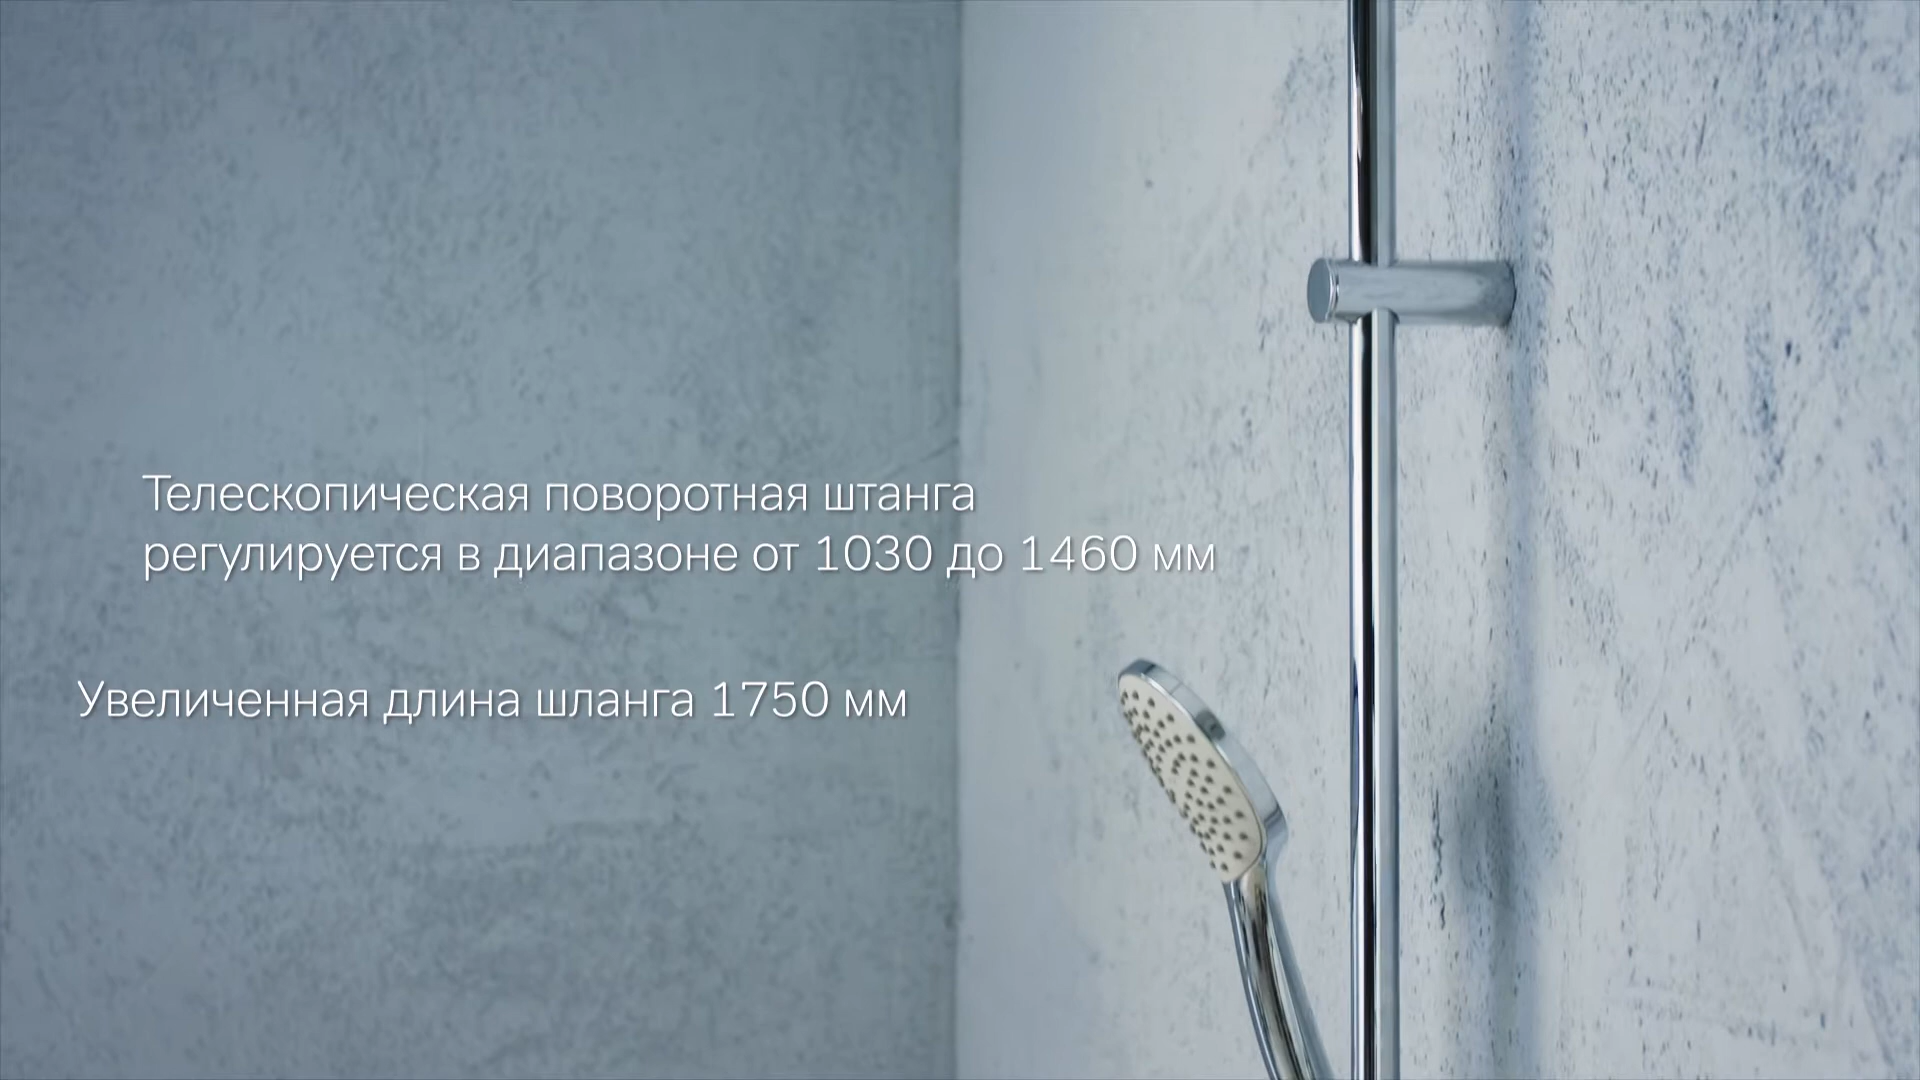 Телескопическая поворотная штанга
регулируется в диапазоне от 1030 до 1460 мм
Увеличенная длина шланга 1750 мм